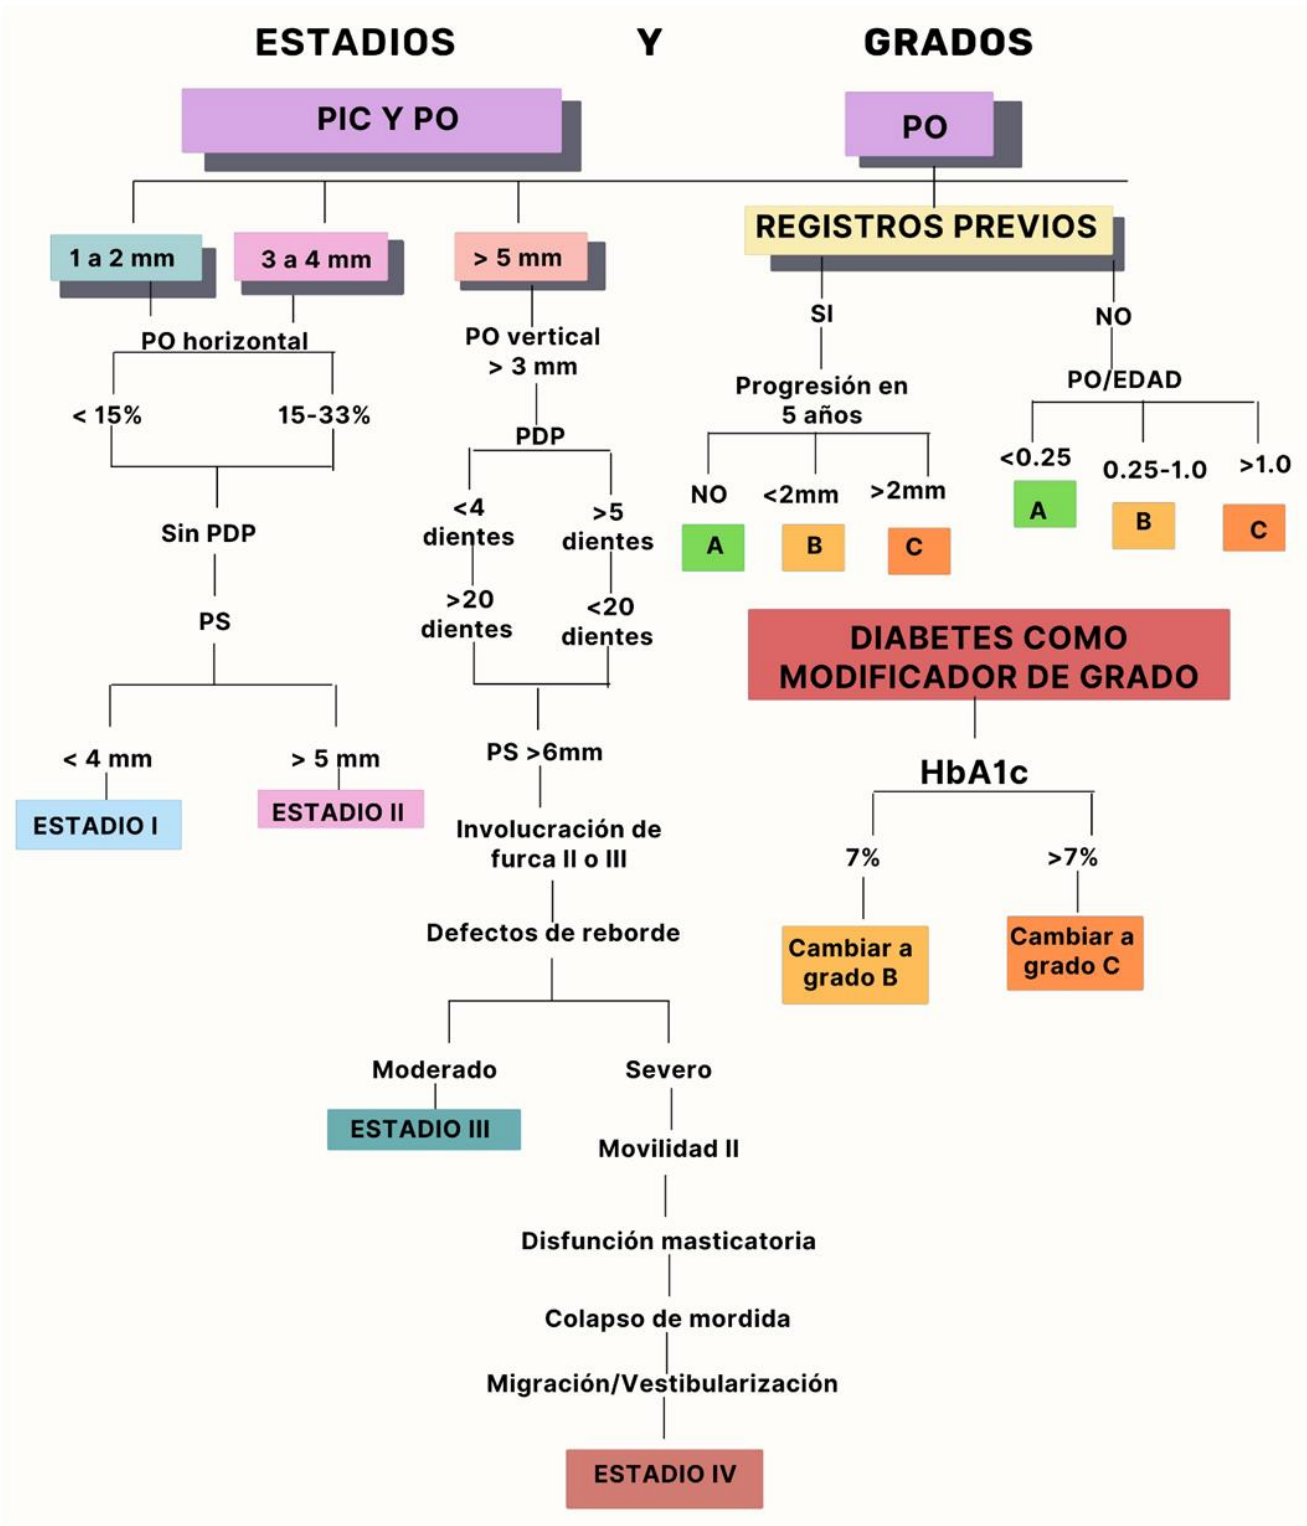 ESTADIOS Y GRADOS
PIC Y PO
1 a 2 mm
3 a 4 mm
> 5 mm
PO horizontal
< 15%
15-33%
Sin PDP
PS
< 4 mm
> 5 mm
ESTADIO I
ESTADIO II
PO vertical
> 3 mm
PDP
<4
dientes
>5
dientes
>20
dientes
<20
dientes
PS >6mm
Involucración de
furca II o III
Defectos de reborde
Moderado
Severo
ESTADIO III
Movilidad II
Disfunción masticatoria
Colapso de mordida
Migración/Vestibularización
ESTADIO IV
PO
REGISTROS PREVIOS
SI
NO
Progresión en
5 años
NO
<2mm
>2mm
A
B
C
PO/EDAD
<0.25
0.25-1.0
>1.0
A
B
C
DIABETES COMO
MODIFICADOR DE GRADO
HbA1c
7%
>7%
Cambiar a
grado B
Cambiar a
grado C